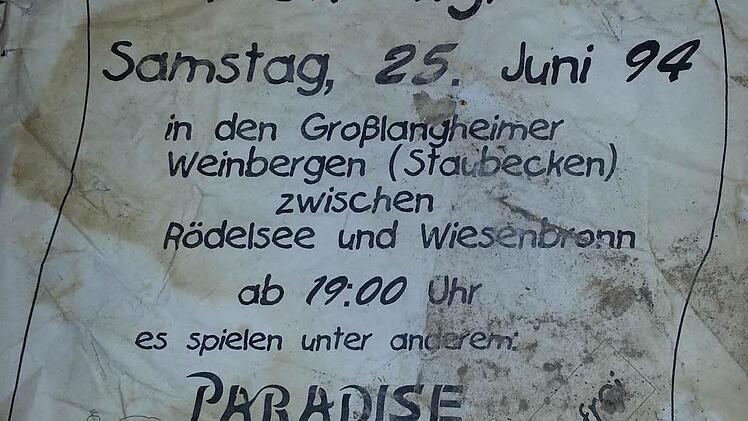 Samstag, 25. Juni 94
in den Großlangheimer
Weinbergen (Staubecken)
zwischen
Rödelsee und Wiesenbronn
ab 19:00 Uhr
es spielen unter anderem:
PARADISE
frei